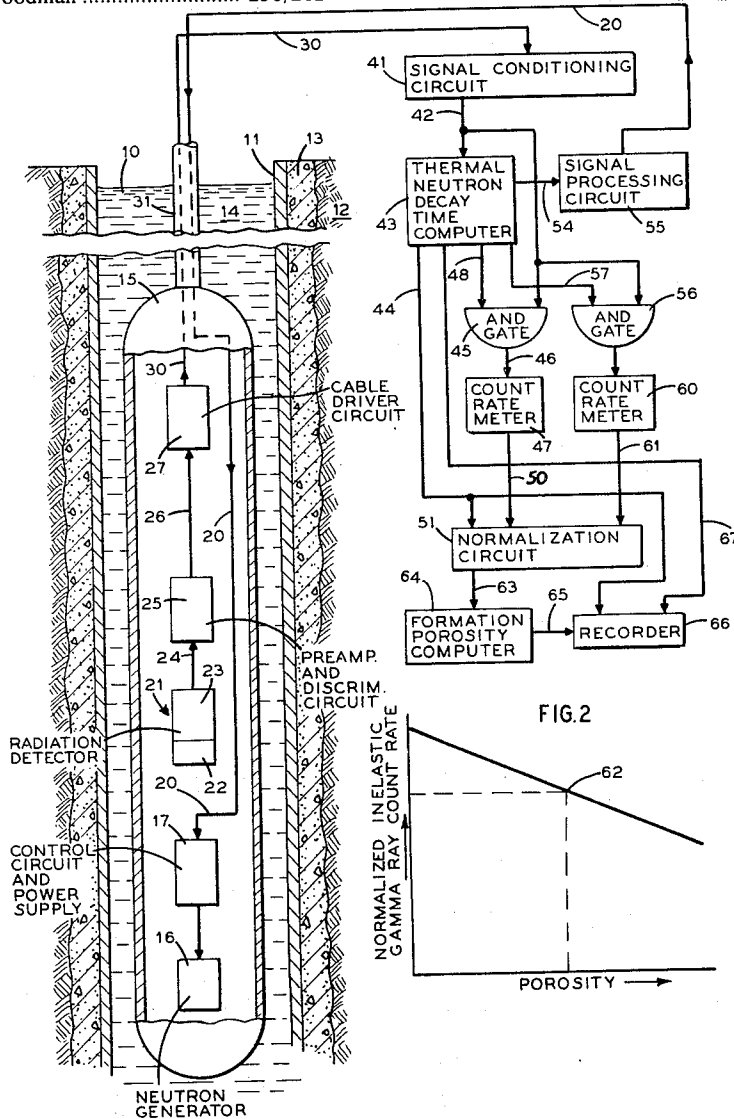 30
20
41
SIGNAL CONDITIONING
CIRCUIT
42
10
11
13
31
14
12
43
THERMAL
NEUTRON
DECAY
TIME
COMPUTER
54
SIGNAL
PROCESSING
CIRCUIT
55
44
48
57
15
AND
GATE
45
56
AND
GATE
46
COUNT
RATE
METER
47
COUNT
RATE
METER
60
30
CABLE
DRIVER
CIRCUIT
27
26
20
50
61
67
51
NORMALIZATION
CIRCUIT
63
64
FORMATION
POROSITY
COMPUTER
65
RECORDER
66
25
24
PREAMP.
AND
DISCRIM.
CIRCUIT
21
23
RADIATION
DETECTOR
22
20
17
CONTROL
CIRCUIT
AND
POWER
SUPPLY
16
NEUTRON
GENERATOR
FIG.2
NORMALIZED INELASTIC
GAMMA RAY COUNT RATE
62
POROSITY